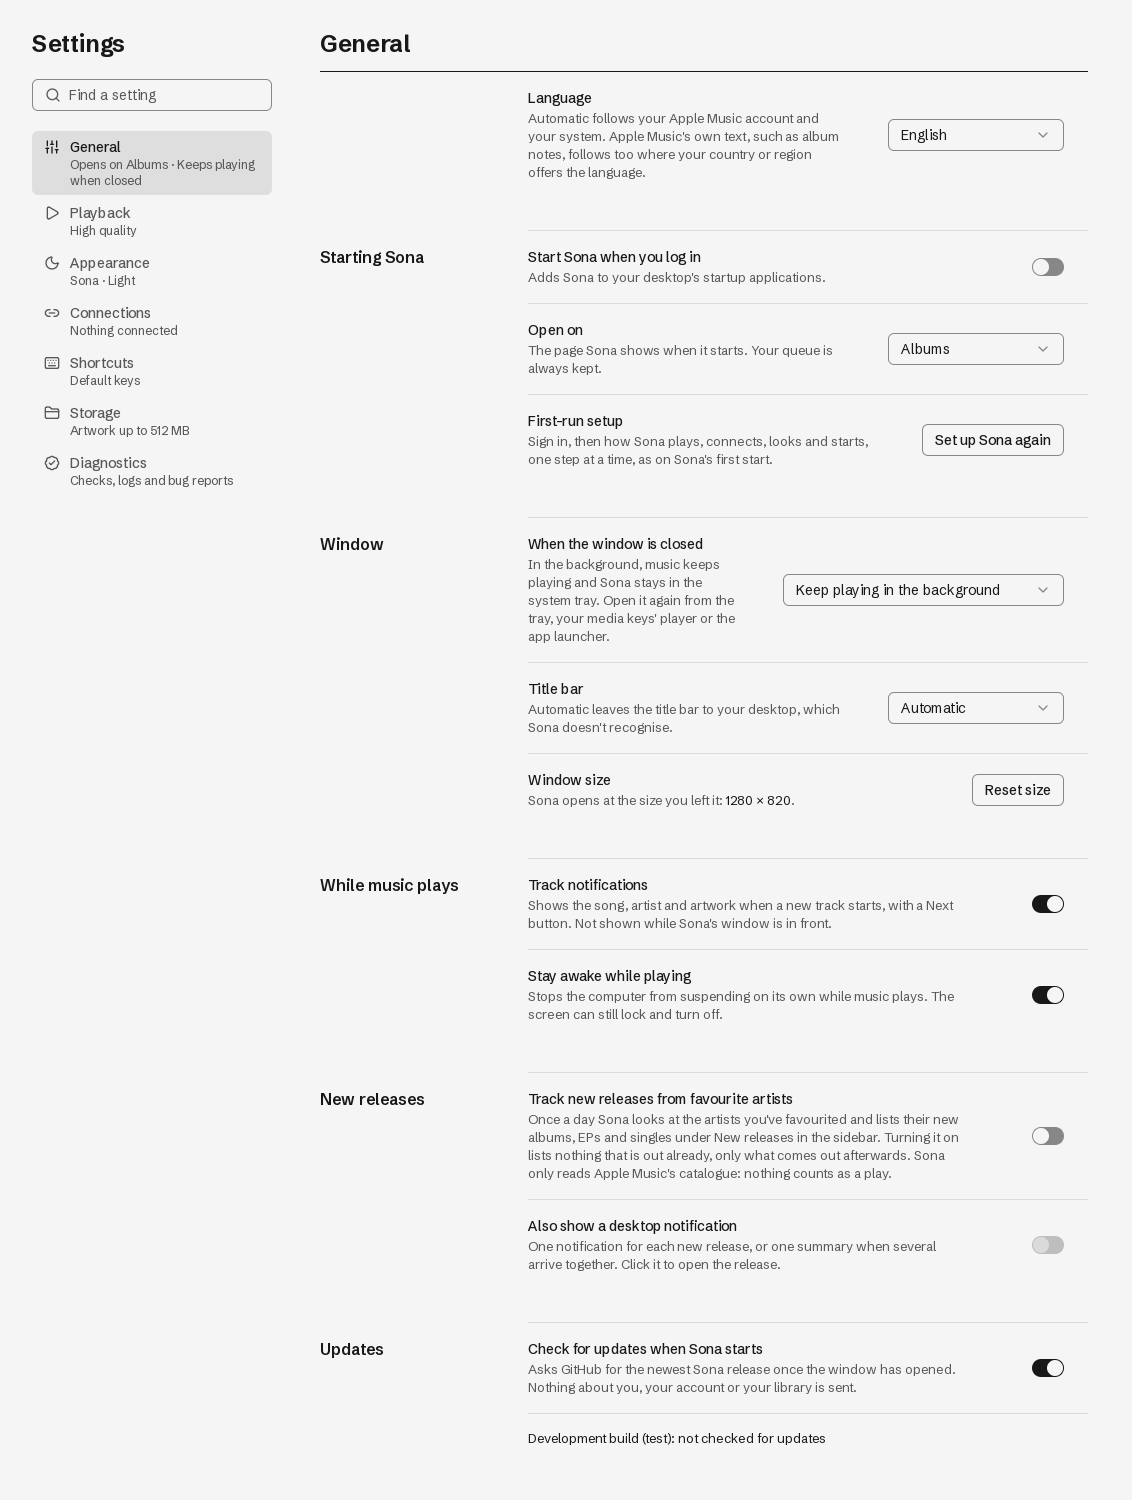 Settings
Find a setting
General
Opens on Albums · Keeps playing
when closed
Playback
High quality
Appearance
Sona · Light
Connections
Nothing connected
Shortcuts
Default keys
Storage
Artwork up to 512 MB
Diagnostics
Checks, logs and bug reports
General
Language
Automatic follows your Apple Music account and
your system. Apple Music's own text, such as album
notes, follows too where your country or region
offers the language.
English
Starting Sona
Start Sona when you log in
Adds Sona to your desktop's startup applications.
Open on
The page Sona shows when it starts. Your queue is
always kept.
Albums
First-run setup
Sign in, then how Sona plays, connects, looks and starts,
one step at a time, as on Sona's first start.
Set up Sona again
Window
When the window is closed
In the background, music keeps
playing and Sona stays in the
system tray. Open it again from the
tray, your media keys' player or the
app launcher.
Keep playing in the background
Title bar
Automatic leaves the title bar to your desktop, which
Sona doesn't recognise.
Automatic
Window size
Sona opens at the size you left it: 1280 × 820.
Reset size
While music plays
Track notifications
Shows the song, artist and artwork when a new track starts, with a Next
button. Not shown while Sona's window is in front.
Stay awake while playing
Stops the computer from suspending on its own while music plays. The
screen can still lock and turn off.
New releases
Track new releases from favourite artists
Once a day Sona looks at the artists you've favourited and lists their new
albums, EPs and singles under New releases in the sidebar. Turning it on
lists nothing that is out already, only what comes out afterwards. Sona
only reads Apple Music's catalogue: nothing counts as a play.
Also show a desktop notification
One notification for each new release, or one summary when several
arrive together. Click it to open the release.
Updates
Check for updates when Sona starts
Asks GitHub for the newest Sona release once the window has opened.
Nothing about you, your account or your library is sent.
Development build (test): not checked for updates